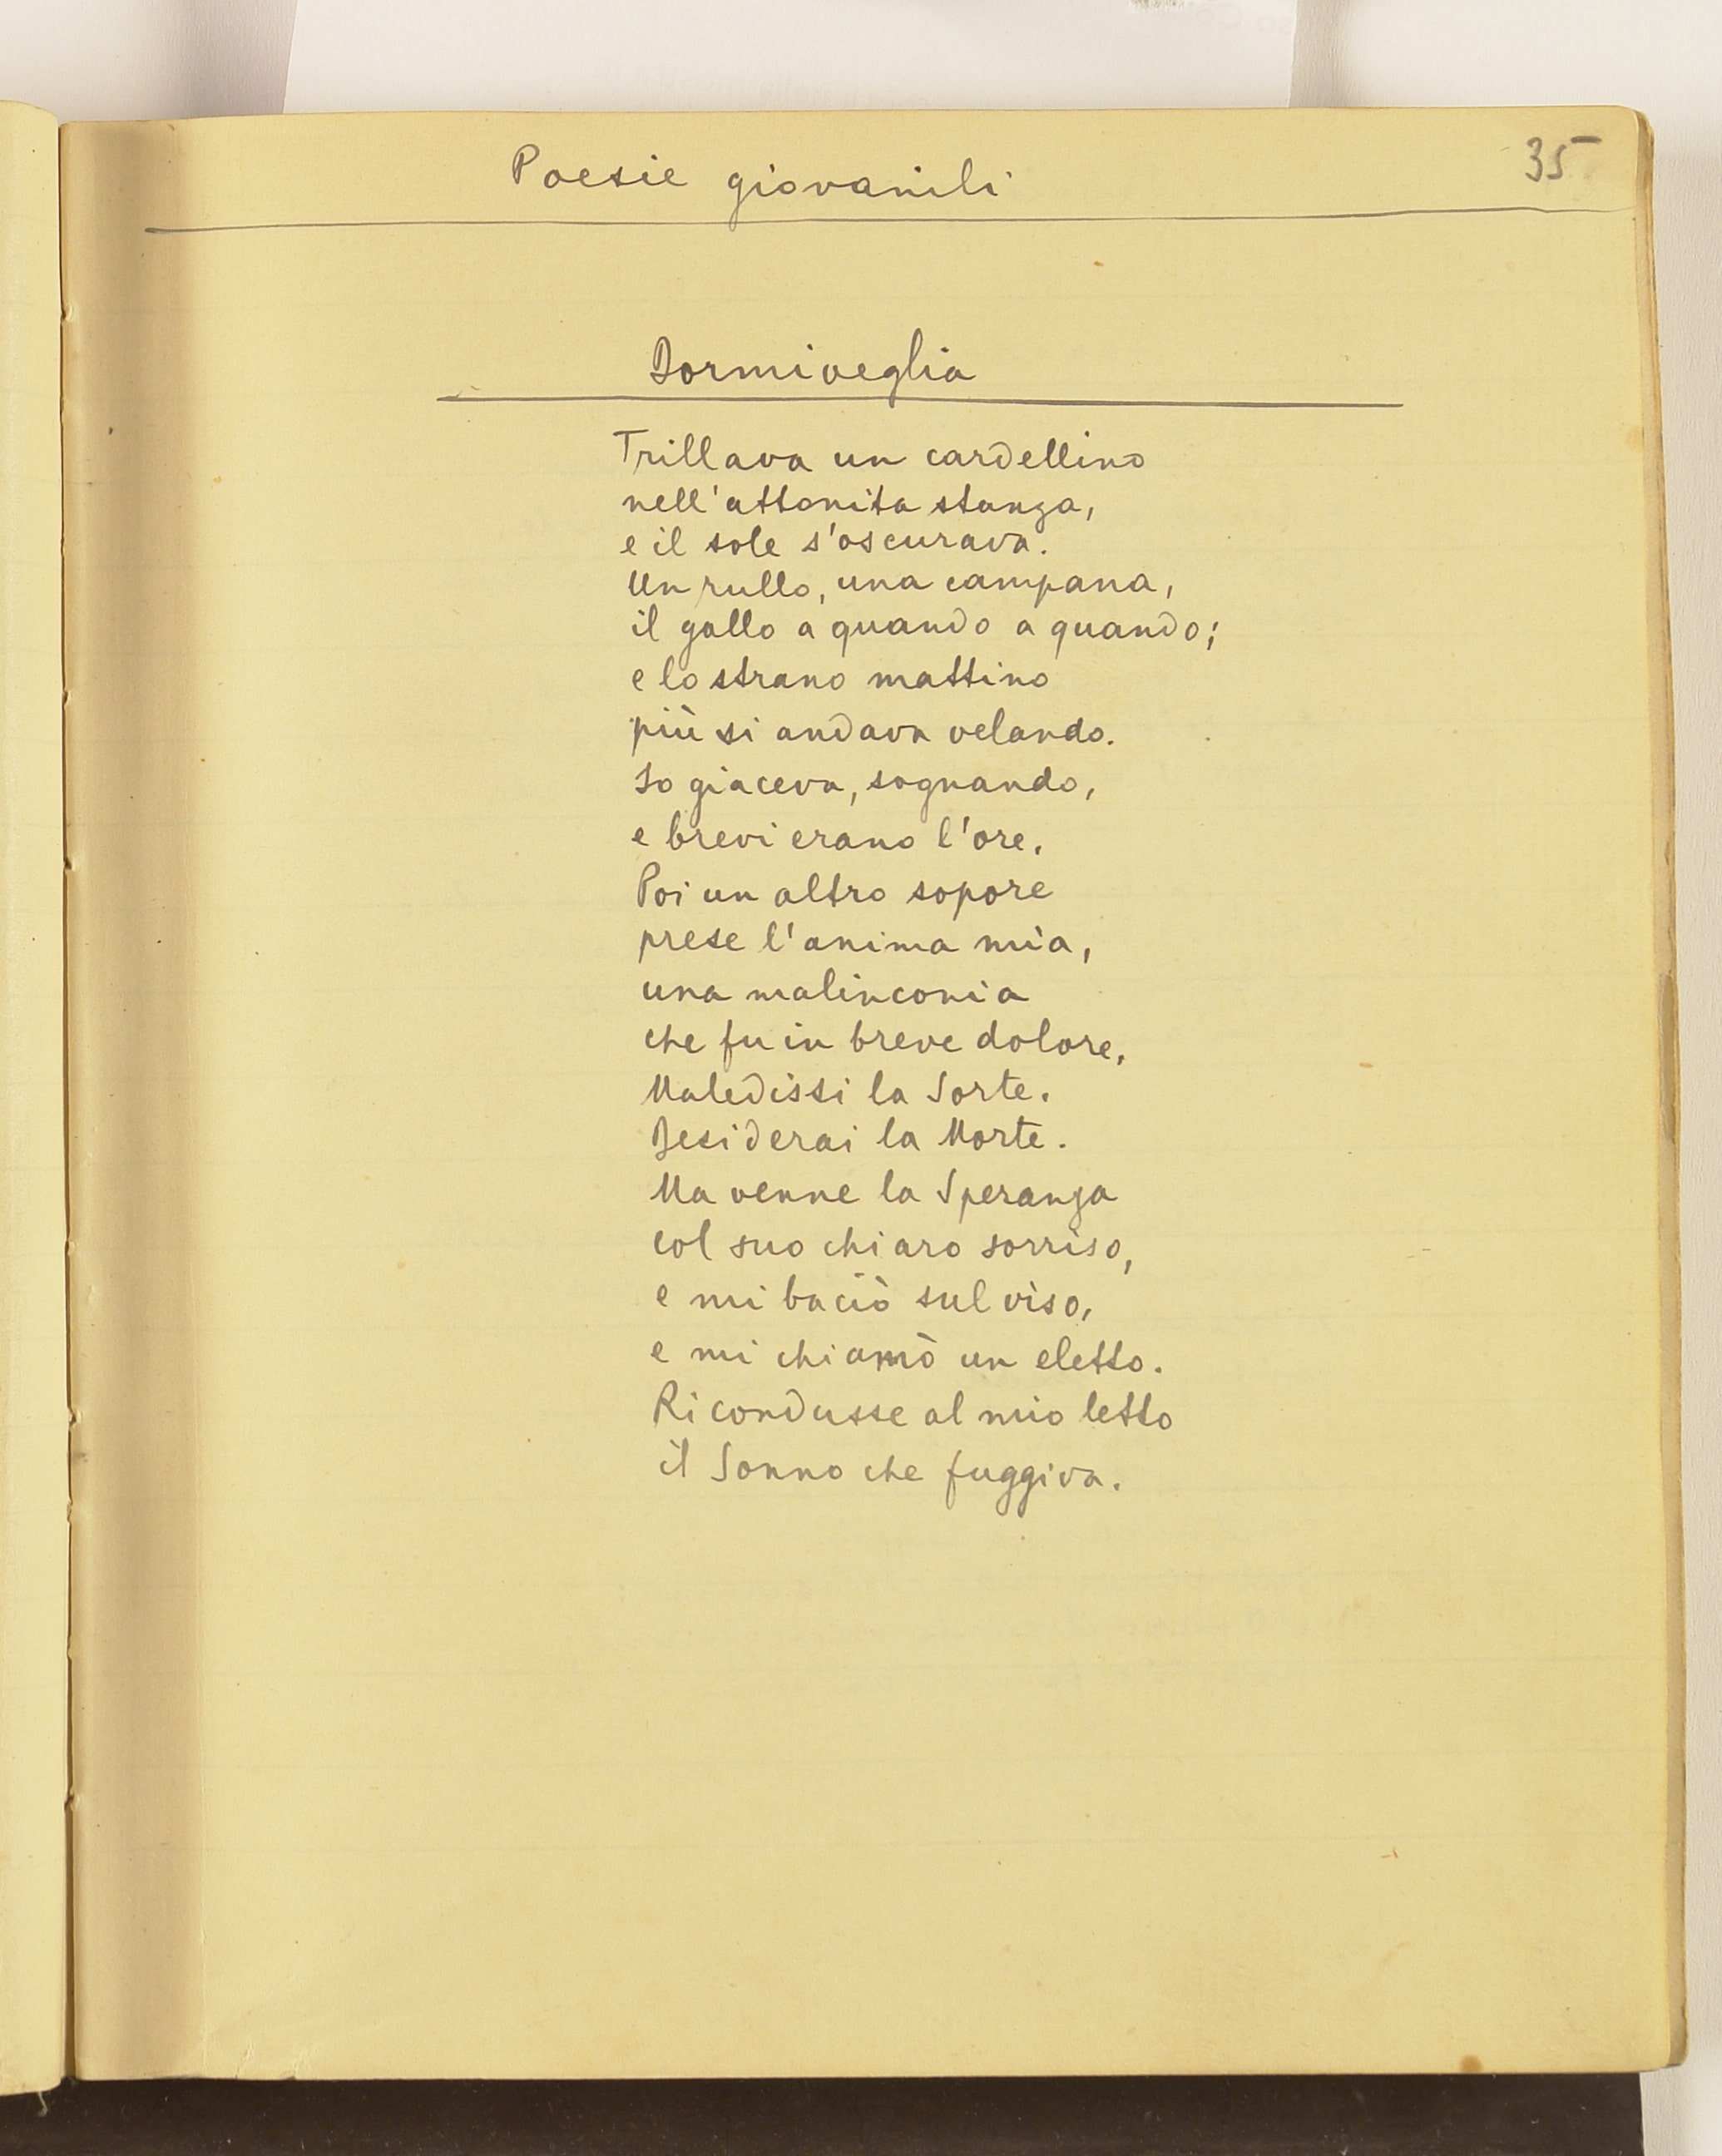 Poesie giovanili
35
Dormiveglia
Trillava un cardellino
nell'attonita stanza,
e il sole s'oscurava.
Un rullo, una campana,
il gallo a quando a quando;
e lo strano mattino
più si andava velando.
Io giaceva, sognando,
e brevi erano l'ore.
Poi un altro sopore
prese l'anima mia,
una malinconia
che fu in breve dolore.
Maledissi la Sorte.
Desiderai la Morte.
Ma venne la Speranza
col suo chiaro sorriso,
e mi baciò sul viso,
e mi chiamò un eletto.
Ricondusse al mio letto
il Sonno che fuggiva.